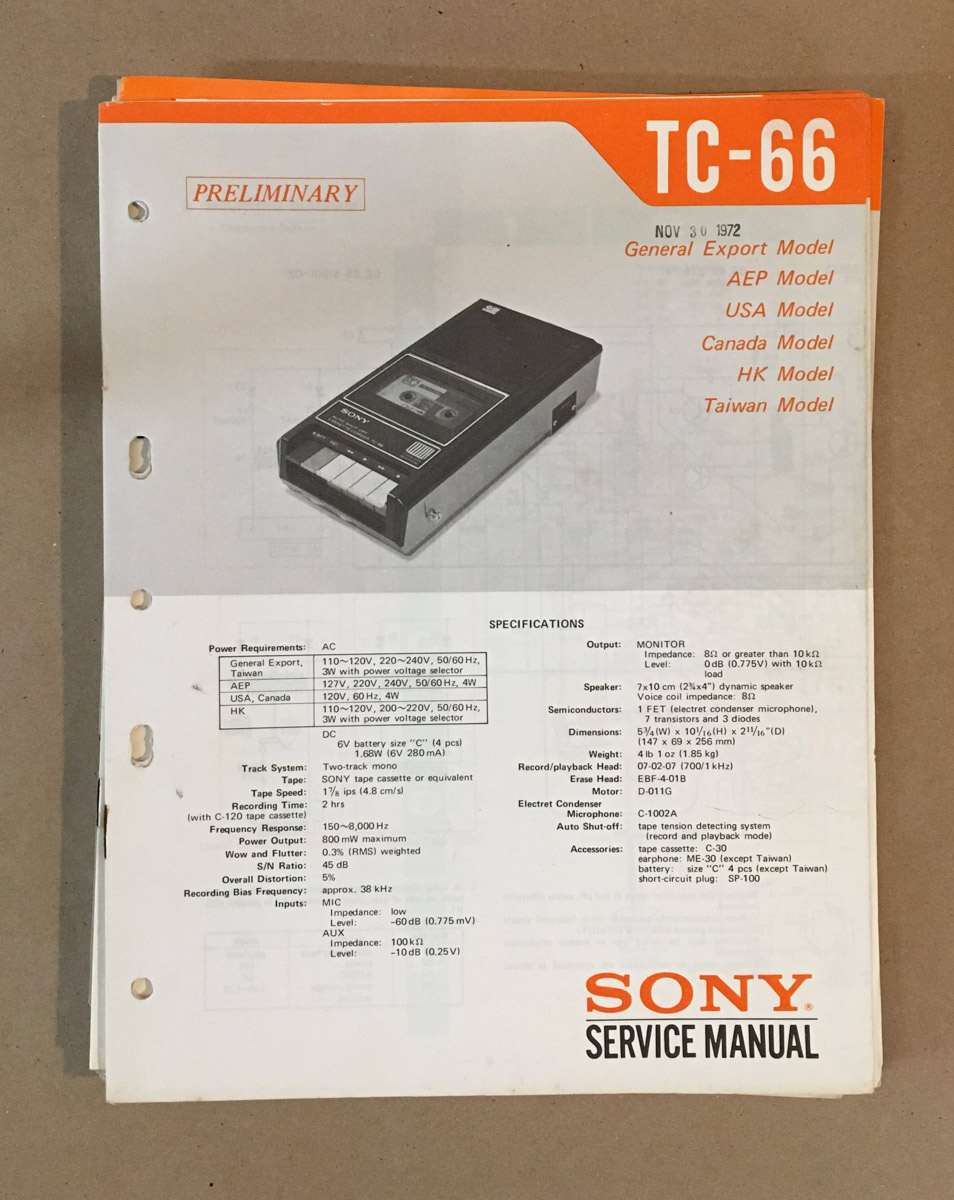 TC-66
PRELIMINARY
NOV 30 1972
General Export Model
AEP Model
USA Model
Canada Model
HK Model
Taiwan Model
SONY
SPECIFICATIONS
Power Requirements: AC
General Export, Taiwan 110~120V, 220~240V, 50/60 Hz,
3W with power voltage selector
AEP 127V, 220V, 240V, 50/60 Hz, 4W
USA, Canada 120V, 60 Hz, 4W
HK 110~120V, 200~220V, 50/60 Hz,
3W with power voltage selector
DC
6V battery size "C" (4 pcs)
1.68W (6V 280mA)
Track System: Two-track mono
Tape: SONY tape cassette or equivalent
Tape Speed: 1⅞ ips (4.8 cm/s)
Recording Time: 2 hrs
(with C-120 tape cassette)
Frequency Response: 150~8,000 Hz
Power Output: 800 mW maximum
Wow and Flutter: 0.3% (RMS) weighted
S/N Ratio: 45 dB
Overall Distortion: 5%
Recording Bias Frequency: approx. 38 kHz
Inputs: MIC
Impedance: low
Level: -60 dB (0.775 mV)
AUX
Impedance: 100 kΩ
Level: -10 dB (0.25 V)
Output: MONITOR
Impedance: 8Ω or greater than 10 kΩ
Level: 0 dB (0.775V) with 10 kΩ
load
Speaker: 7x10 cm (2¾x4") dynamic speaker
Voice coil impedance: 8Ω
Semiconductors: 1 FET (electret condenser microphone),
7 transistors and 3 diodes
Dimensions: 5¾(W) x 10 1/16(H) x 2 11/16"(D)
(147 x 69 x 256 mm)
Weight: 4 lb 1 oz (1.85 kg)
Record/playback Head: 07-02-07 (700/1 kHz)
Erase Head: EBF-4-01B
Motor: D-011G
Electret Condenser
Microphone: C-1002A
Auto Shut-off: tape tension detecting system
(record and playback mode)
Accessories: tape cassette: C-30
earphone: ME-30 (except Taiwan)
battery: size "C" 4 pcs (except Taiwan)
short-circuit plug: SP-100
SONY®
SERVICE MANUAL